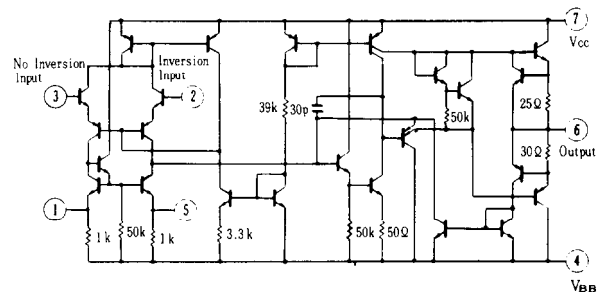 7
Vcc
No Inversion
Input
Inversion
Input
3
2
39k
30p
50k
25Ω
6
Output
30Ω
1
5
1k
50k
1k
3.3k
50k
50Ω
4
VBB